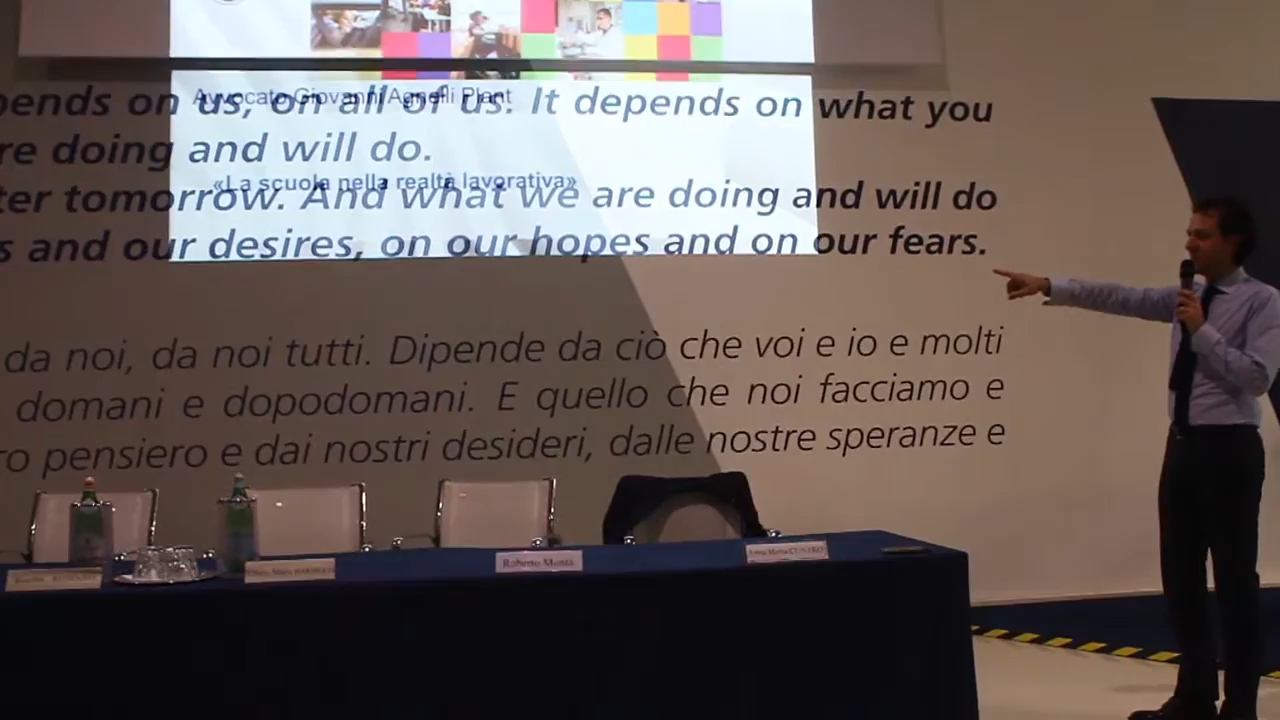 Avvocato Giovanni Agnelli Plant
pends on us, on all of us. It depends on what you
re doing and will do.
«La scuola nella realtà lavorativa»
ter tomorrow. And what we are doing and will do
s and our desires, on our hopes and on our fears.
da noi, da noi tutti. Dipende da ciò che voi e io e molti
domani e dopodomani. E quello che noi facciamo e
ro pensiero e dai nostri desideri, dalle nostre speranze e
Roberto Monta